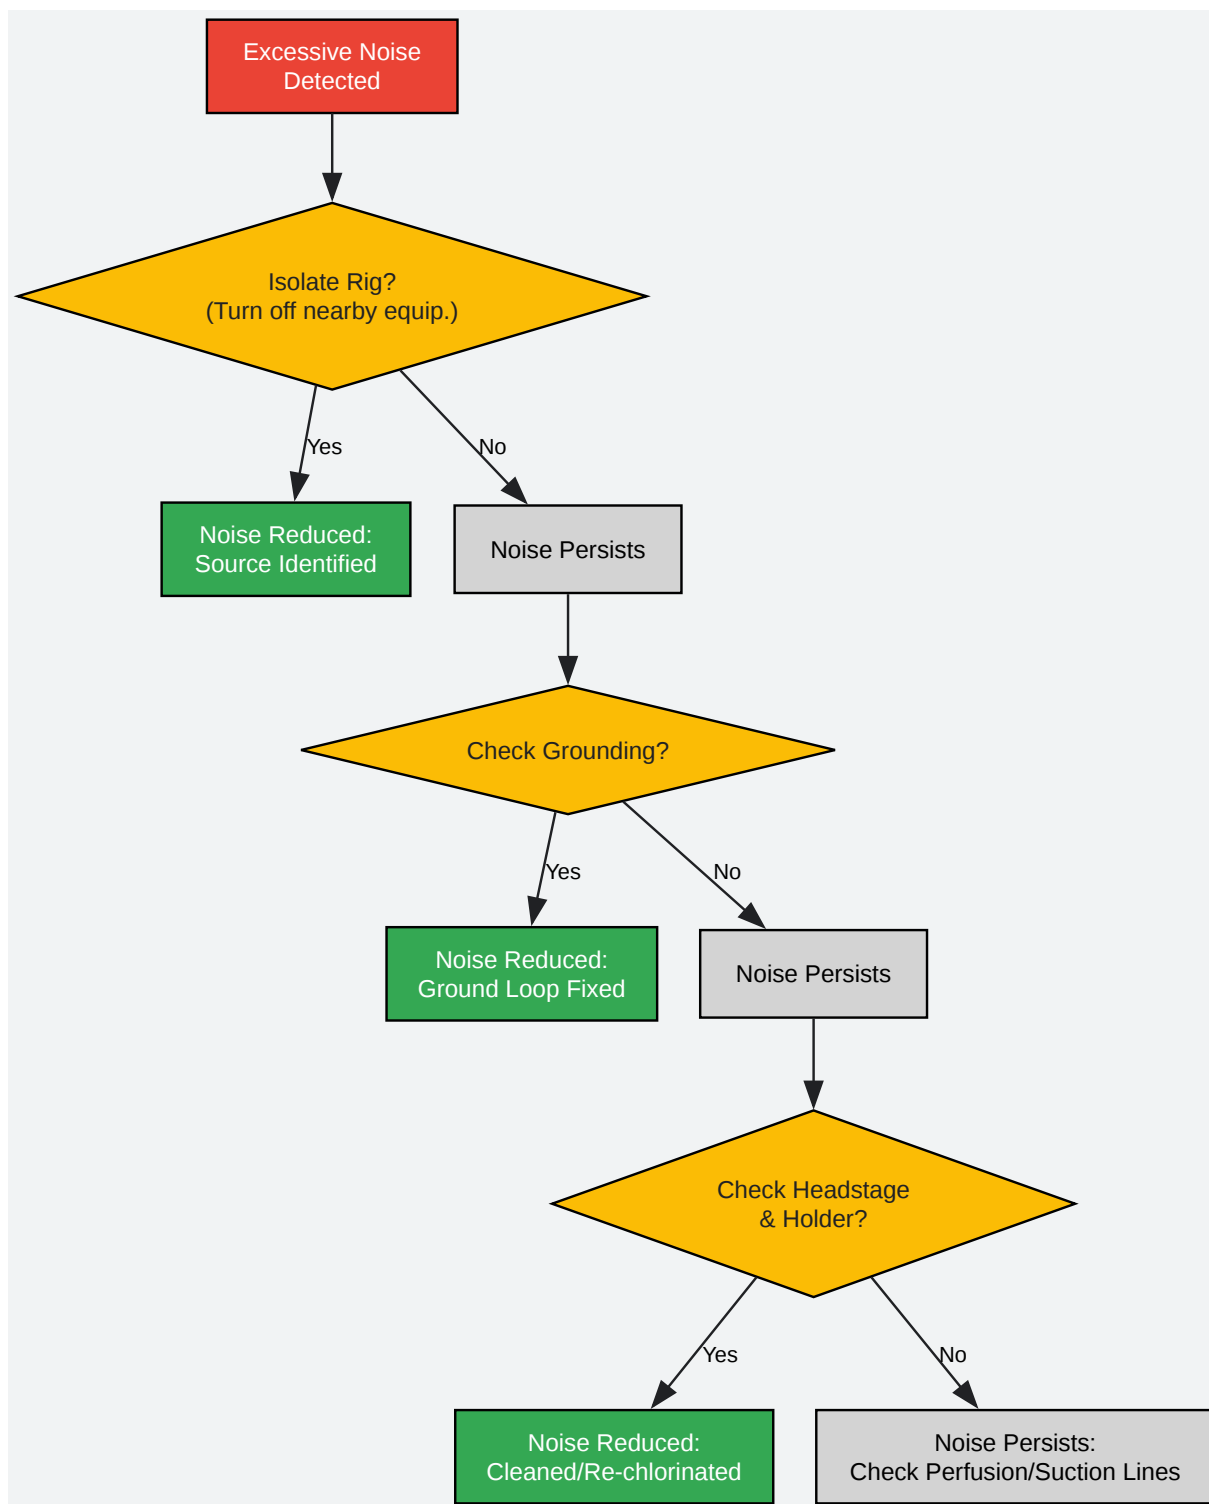 Excessive Noise
Detected
Isolate Rig?
(Turn off nearby equip.)
Yes
No
Noise Reduced:
Source Identified
Noise Persists
Check Grounding?
Yes
No
Noise Reduced:
Ground Loop Fixed
Noise Persists
Check Headstage
& Holder?
Yes
No
Noise Reduced:
Cleaned/Re-chlorinated
Noise Persists:
Check Perfusion/Suction Lines